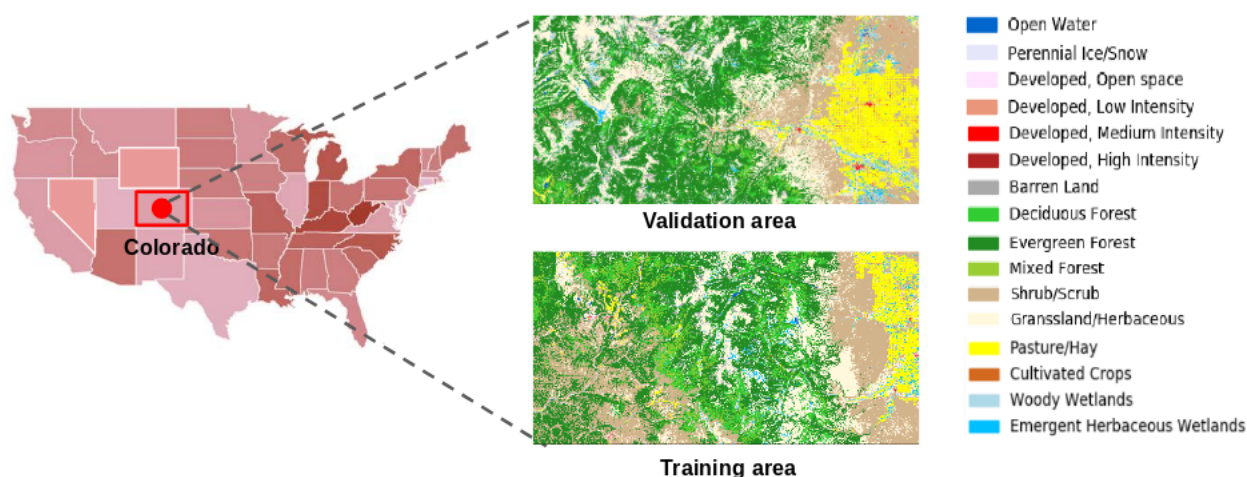 Colorado
Validation area
Training area
Open Water
Perennial Ice/Snow
Developed, Open space
Developed, Low Intensity
Developed, Medium Intensity
Developed, High Intensity
Barren Land
Deciduous Forest
Evergreen Forest
Mixed Forest
Shrub/Scrub
Granssland/Herbaceous
Pasture/Hay
Cultivated Crops
Woody Wetlands
Emergent Herbaceous Wetlands